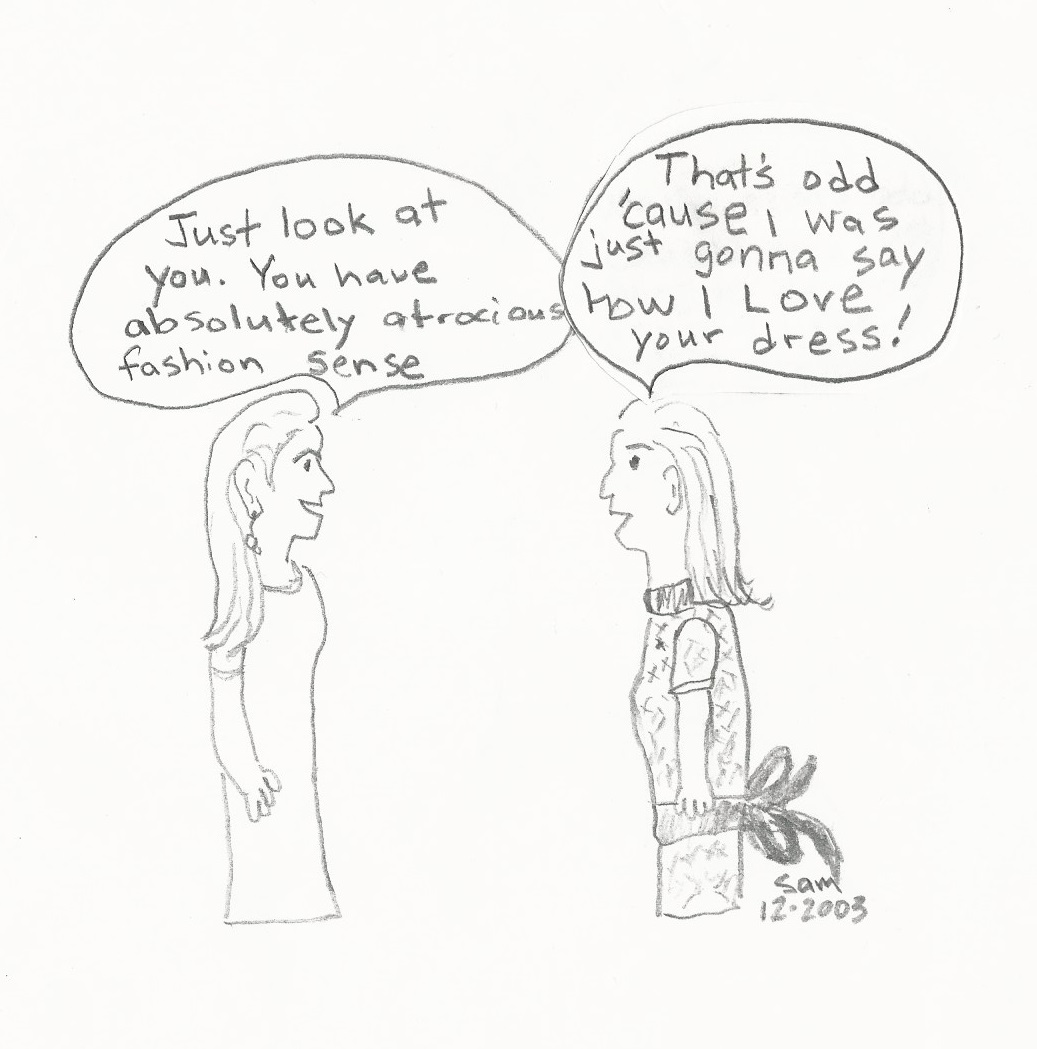 Just look at
you. You have
absolutely atrocious
fashion sense
That's odd
'cause I was
just gonna say
how I Love
your dress!
Sam
12·2003